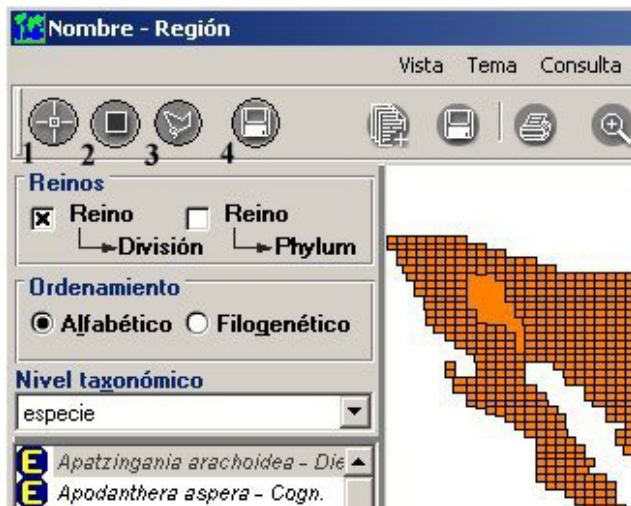 Nombre - Región
Vista Tema Consulta
1 2 3 4
Reinos
Reino Reino
División Phylum
Ordenamiento
Alfabético Filogenético
Nivel taxonómico
especie
E Apatzingania arachoidea - Die
E Apodanthera aspera - Cogn.